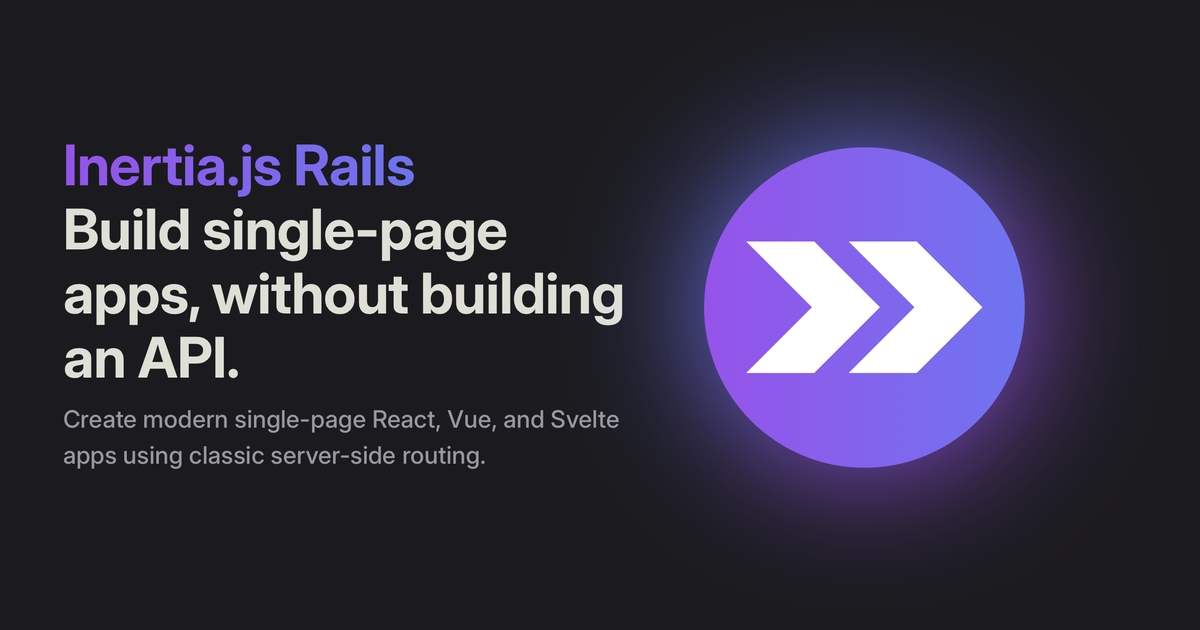 Inertia.js Rails
Build single-page
apps, without building
an API.
Create modern single-page React, Vue, and Svelte
apps using classic server-side routing.